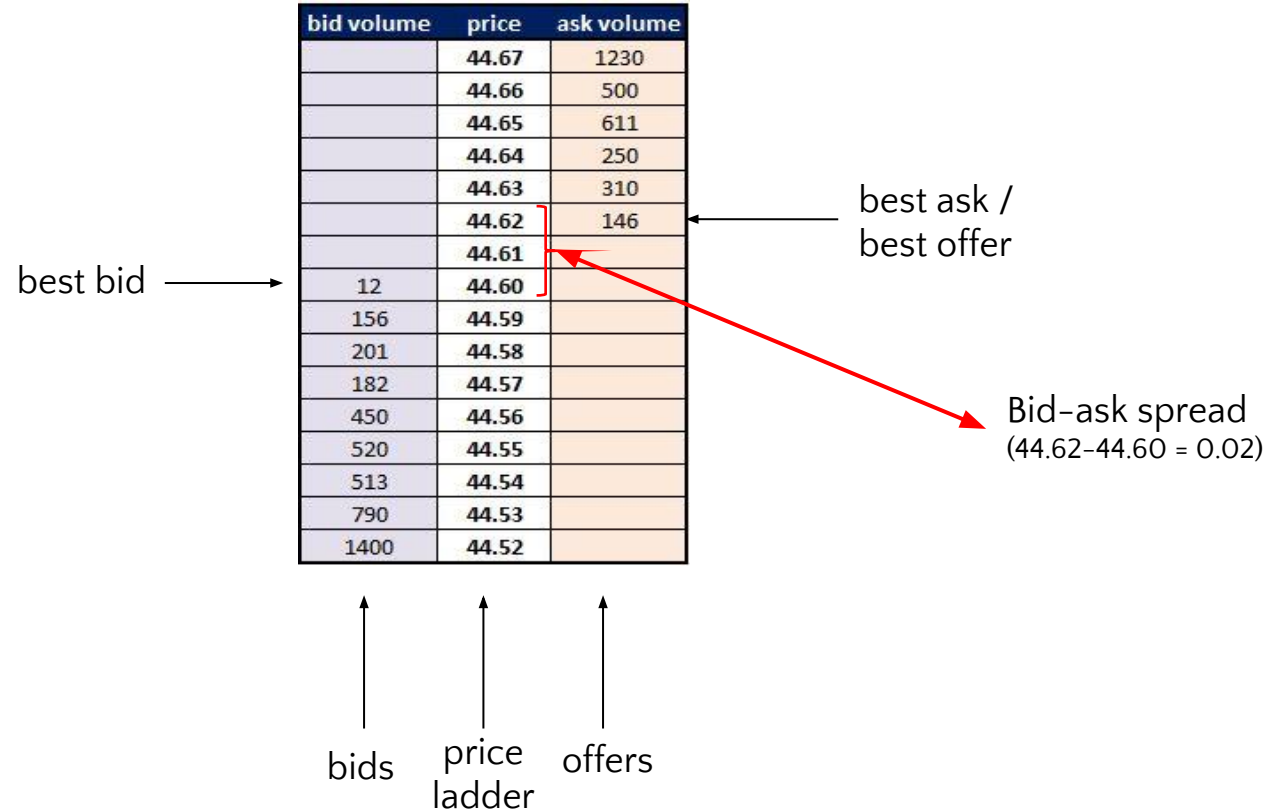 bid volume price ask volume
44.67 1230
44.66 500
44.65 611
44.64 250
44.63 310
44.62 146
44.61
12 44.60
156 44.59
201 44.58
182 44.57
450 44.56
520 44.55
513 44.54
790 44.53
1400 44.52
best bid
best ask /
best offer
Bid-ask spread
(44.62-44.60 = 0.02)
bids
price
ladder
offers